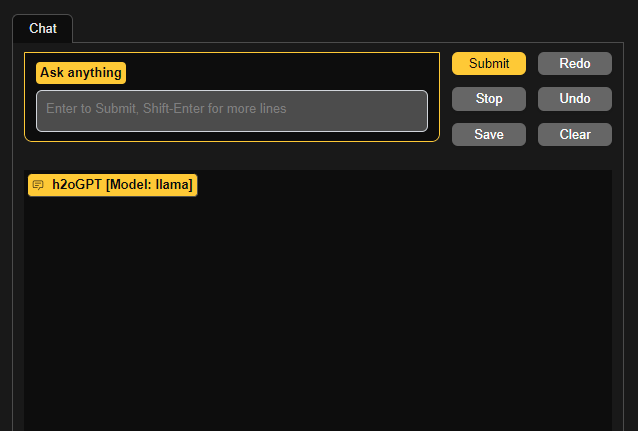 Chat
Ask anything
Enter to Submit, Shift-Enter for more lines
Submit
Redo
Stop
Undo
Save
Clear
h2oGPT [Model: llama]